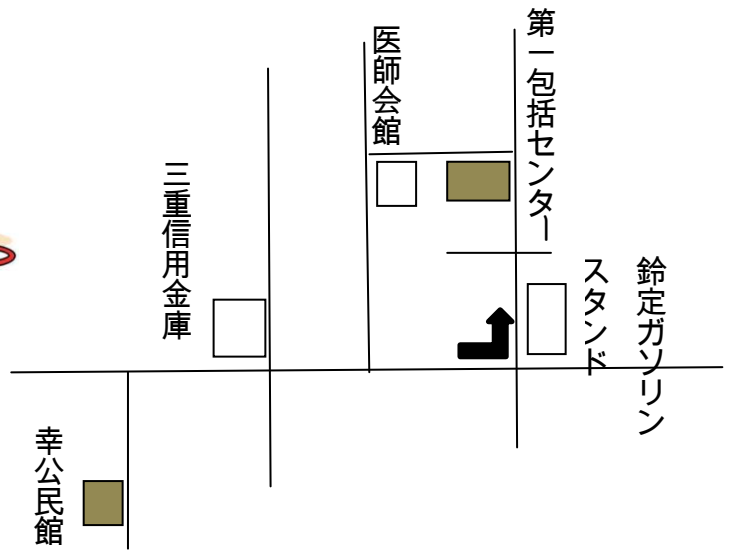 第一包括センター
医師会館
三重信用金庫
鈴定ガソリン
スタンド
幸公民館